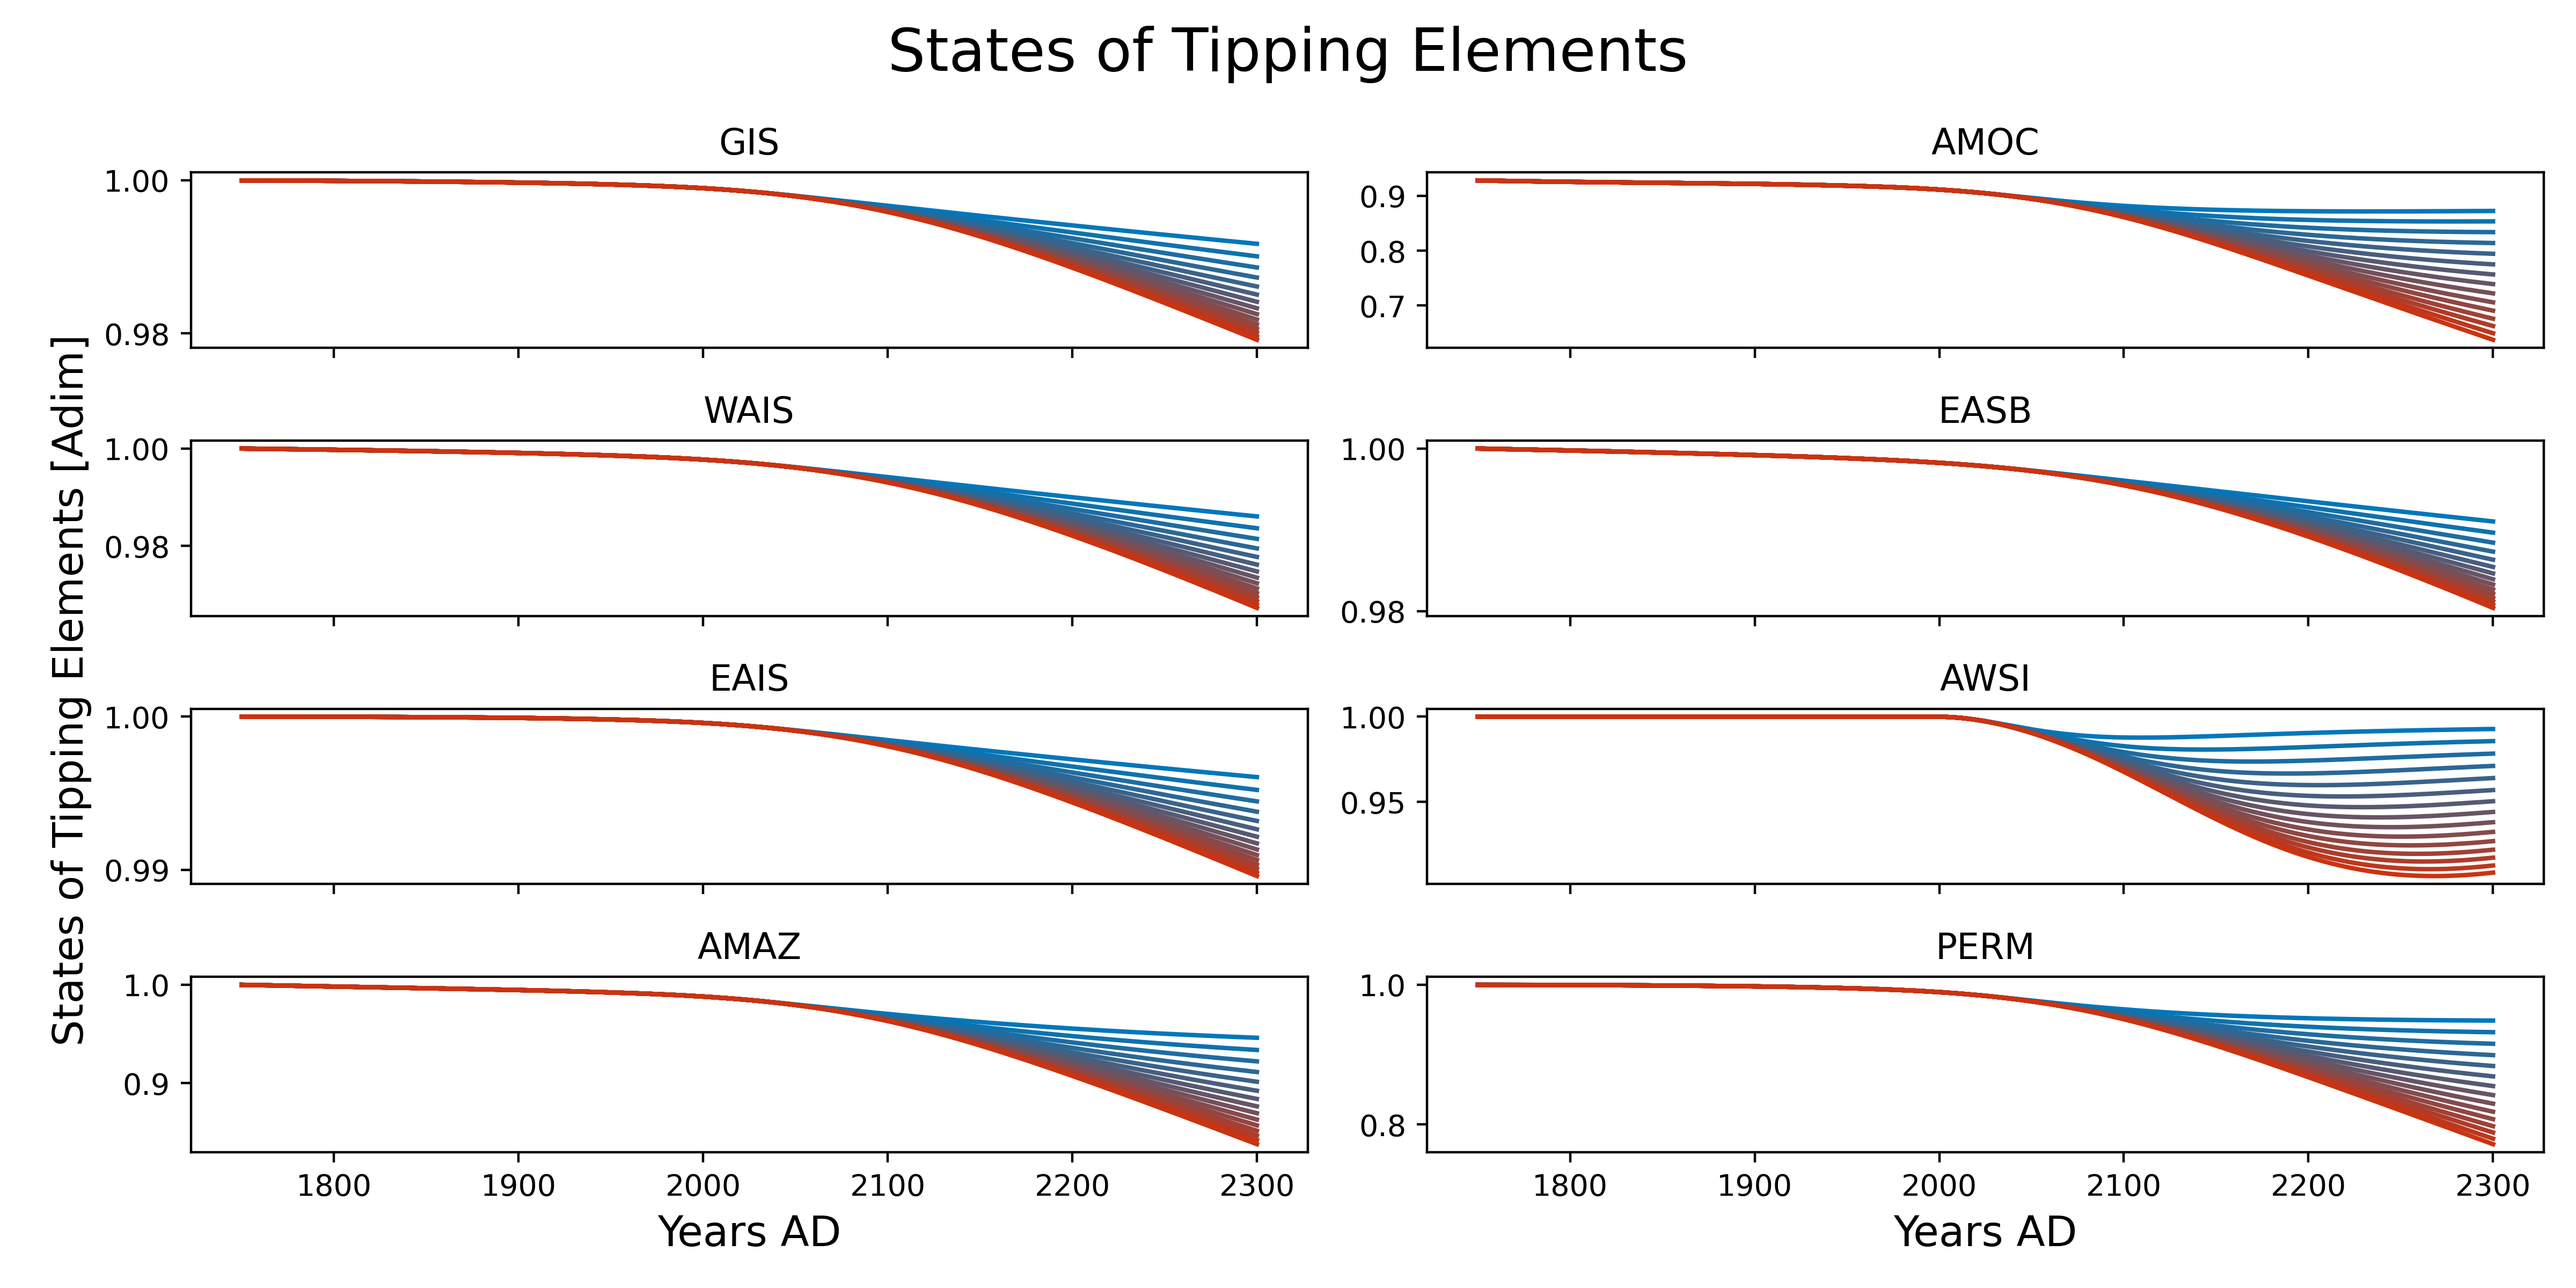 States of Tipping Elements
States of Tipping Elements [Adim]
GIS
1.00
0.98
AMOC
0.9
0.8
0.7
WAIS
1.00
0.98
EASB
1.00
0.98
EAIS
1.00
0.99
AWSI
1.00
0.95
AMAZ
1.0
0.9
1800 1900 2000 2100 2200 2300
Years AD
PERM
1.0
0.8
1800 1900 2000 2100 2200 2300
Years AD